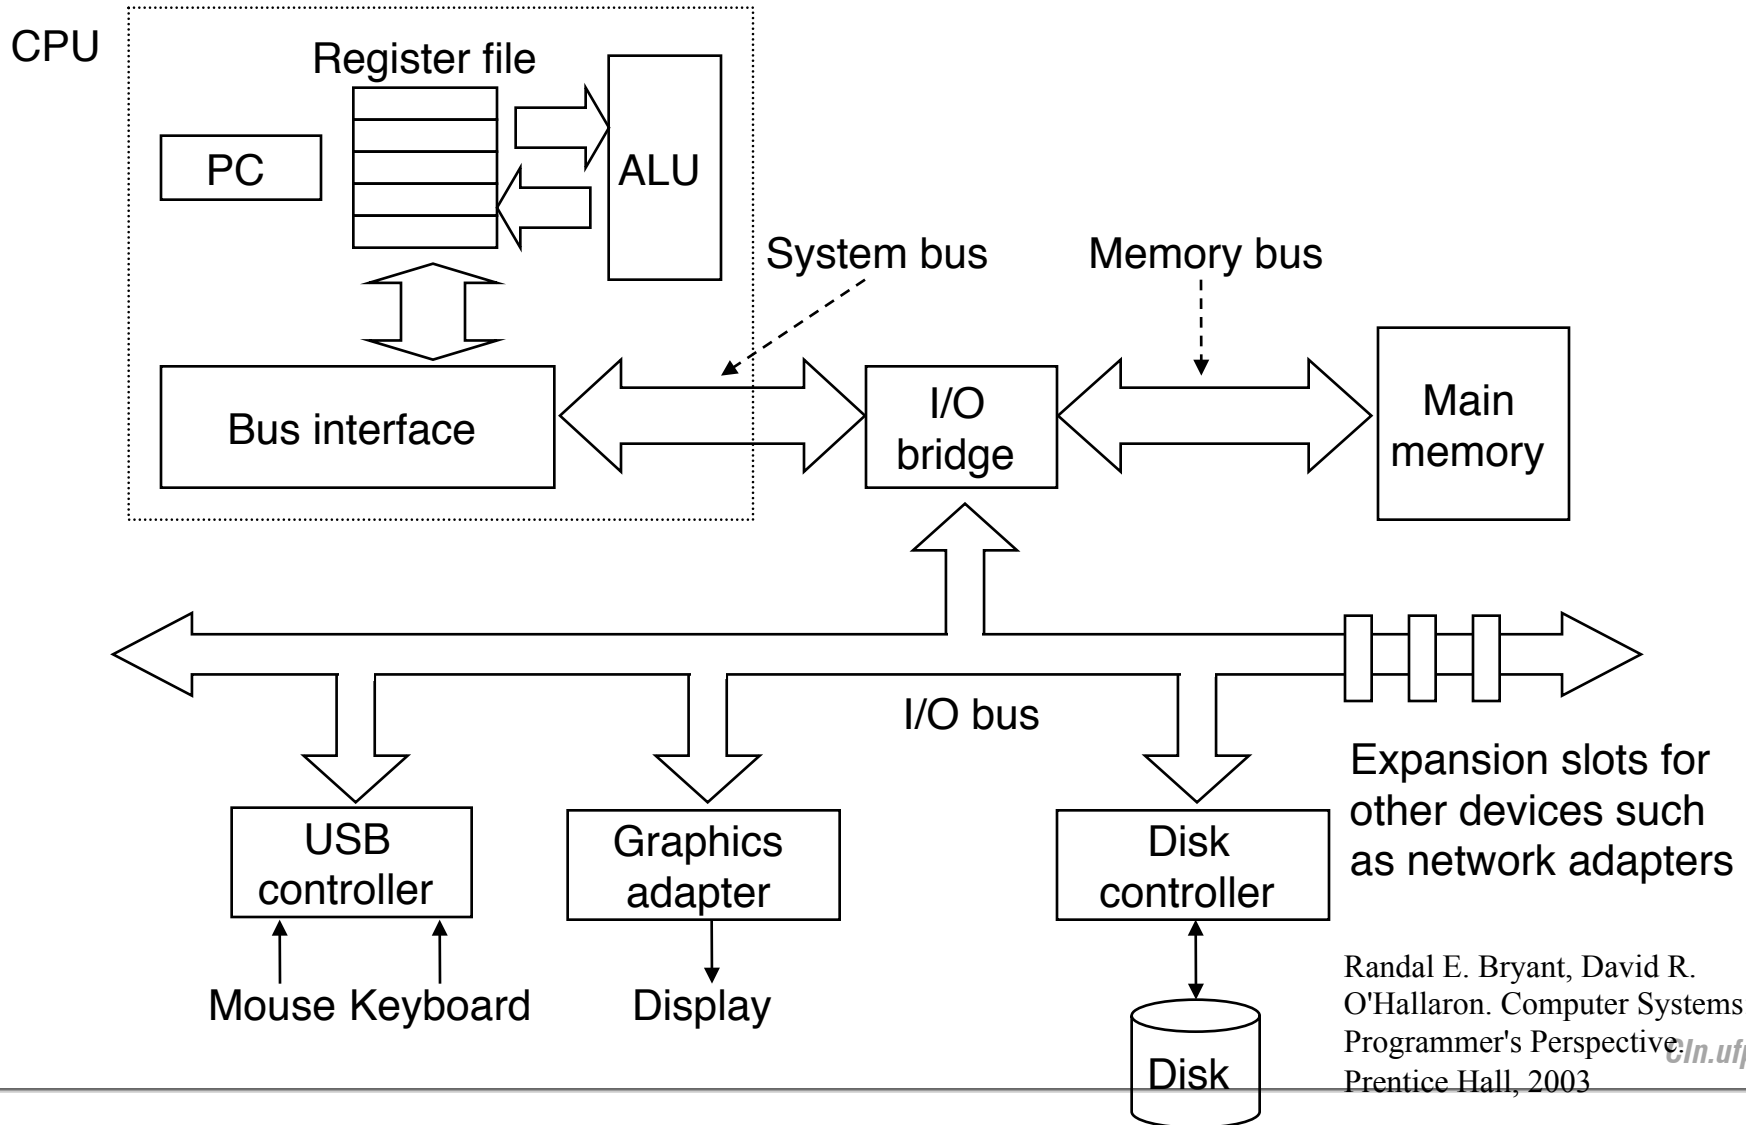 CPU
Register file
PC
ALU
System bus
Memory bus
Bus interface
I/O
bridge
Main
memory
I/O bus
Expansion slots for
other devices such
as network adapters
USB
controller
Graphics
adapter
Disk
controller
Mouse Keyboard
Display
Disk
Randal E. Bryant, David R.
O'Hallaron. Computer Systems
Programmer's Perspective.
Prentice Hall, 2003